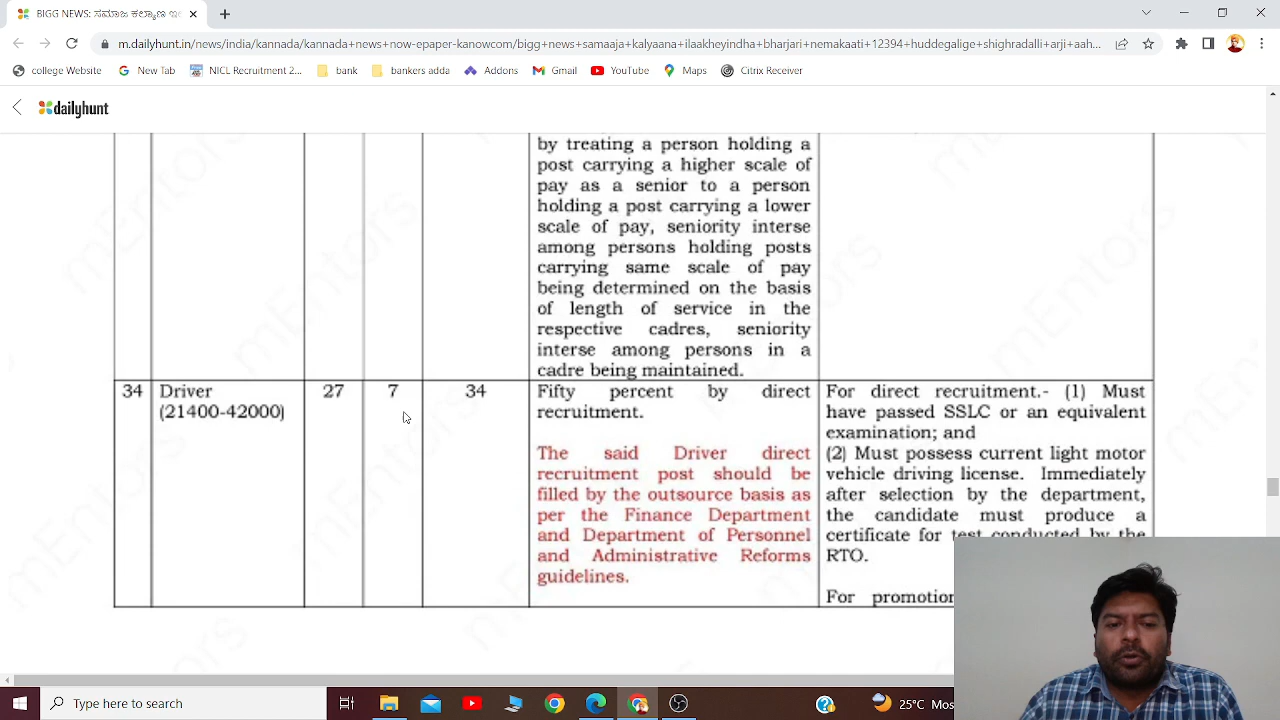 BIGG NEWS:
m.dailyhunt.in/news/india/kannada/kannada+news+now-epaper-kanewcom/bigg+news+samaaja+kalyaana+ilaakheyindha+bharjari+nemakaati+12394+huddegalige+shighradalli+arji+aah...
college Website
New Tab
NICL Recruitment 2...
bank
bankers adda
Addons
Gmail
YouTube
Maps
Citrix Receiver
dailyhunt
by treating a person holding a
post carrying a higher scale of
pay as a senior to a person
holding a post carrying a lower
scale of pay, seniority interse
among persons holding posts
carrying same scale of pay
being determined on the basis
of length of service in the
respective cadres, seniority
interse among persons in a
cadre being maintained.
34
Driver
(21400-42000)
27
7
34
Fifty percent by direct
recruitment.
The said Driver direct
recruitment post should be
filled by the outsource basis as
per the Finance Department
and Department of Personnel
and Administrative Reforms
guidelines.
For direct recruitment.- (1) Must
have passed SSLC or an equivalent
examination; and
(2) Must possess current light motor
vehicle driving license. Immediately
after selection by the department,
the candidate must produce a
certificate for test conducted by the
RTO.
For promotion
mEntors
Type here to search
25°C Mos